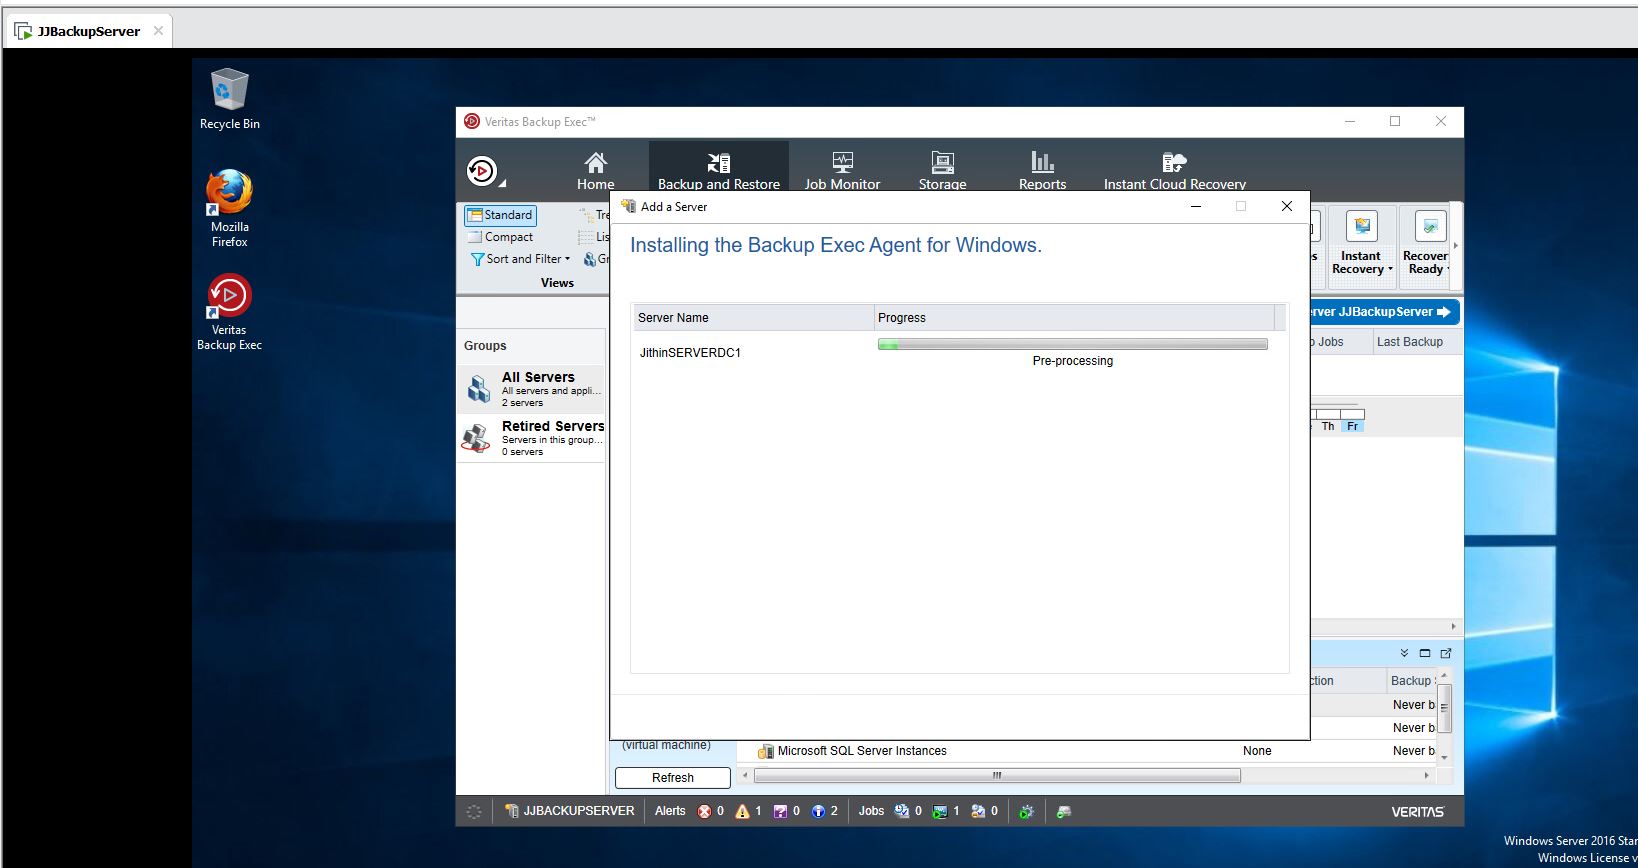 JJBackupServer
Recycle Bin
Mozilla
Firefox
Veritas
Backup Exec
Veritas Backup Exec™
Home
Backup and Restore
Job Monitor
Storage
Reports
Instant Cloud Recovery
Standard
Tre
Compact
Lis
Sort and Filter
Gr
Views
Groups
All Servers
All servers and appli...
2 servers
Retired Servers
Servers in this group...
0 servers
Add a Server
Installing the Backup Exec Agent for Windows.
Server Name
Progress
JithinSERVERDC1
Pre-processing
s
Instant
Recovery
Recover
Ready
rver JJBackupServer
o Jobs
Last Backup
Th
Fr
ction
Backup
Never b
Never b
(virtual machine)
Microsoft SQL Server Instances
None
Never b
Refresh
JJBACKUPSERVER
Alerts
0
1
0
2
Jobs
0
1
0
VERITAS
Windows Server 2016 Stan
Windows License v